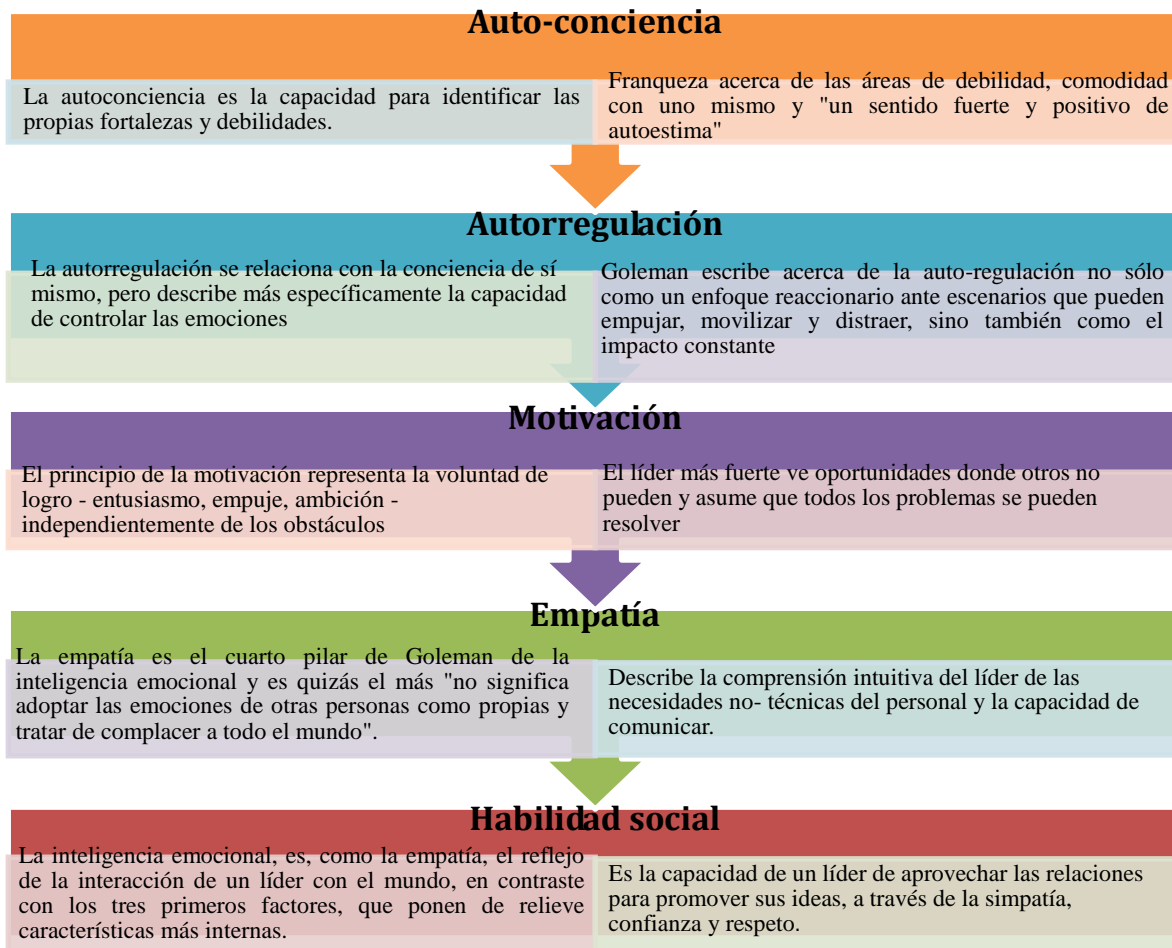 Auto-conciencia
La autoconciencia es la capacidad para identificar las
propias fortalezas y debilidades.
Franqueza acerca de las áreas de debilidad, comodidad
con uno mismo y "un sentido fuerte y positivo de
autoestima"
Autorregulación
La autorregulación se relaciona con la conciencia de sí
mismo, pero describe más específicamente la capacidad
de controlar las emociones
Goleman escribe acerca de la auto-regulación no sólo
como un enfoque reaccionario ante escenarios que pueden
empujar, movilizar y distraer, sino también como el
impacto constante
Motivación
El principio de la motivación representa la voluntad de
logro - entusiasmo, empuje, ambición -
independientemente de los obstáculos
El líder más fuerte ve oportunidades donde otros no
pueden y asume que todos los problemas se pueden
resolver
Empatía
La empatía es el cuarto pilar de Goleman de la
inteligencia emocional y es quizás el más "no significa
adoptar las emociones de otras personas como propias y
tratar de complacer a todo el mundo".
Describe la comprensión intuitiva del líder de las
necesidades no- técnicas del personal y la capacidad de
comunicar.
Habilidad social
La inteligencia emocional, es, como la empatía, el reflejo
de la interacción de un líder con el mundo, en contraste
con los tres primeros factores, que ponen de relieve
características más internas.
Es la capacidad de un líder de aprovechar las relaciones
para promover sus ideas, a través de la simpatía,
confianza y respeto.